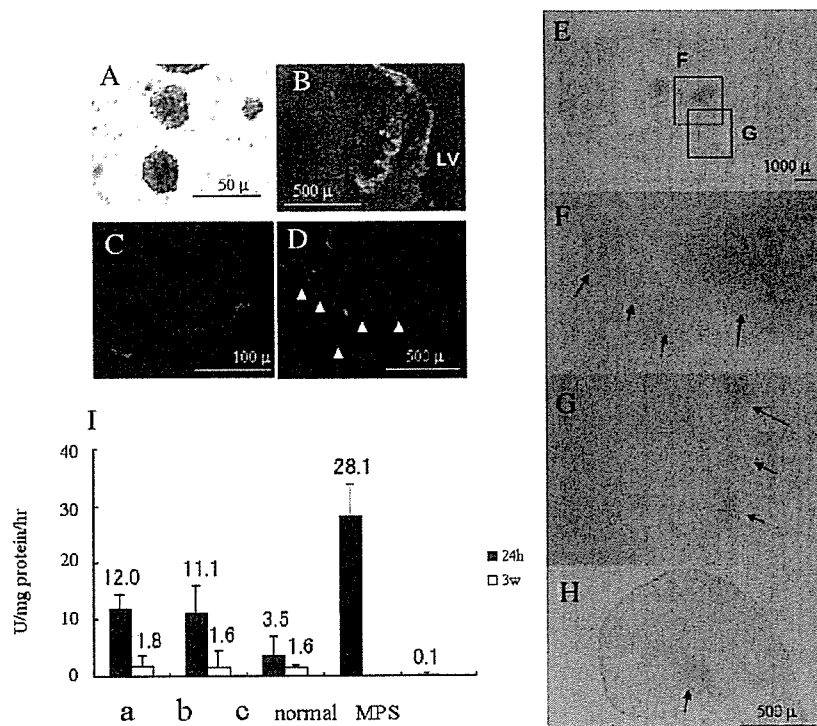 A
50 μ
B
LV
500 μ
C
100 μ
D
500 μ
E
F
G
1000 μ
F
G
H
500 μ
I
U/mg protein/hr
40
30
20
10
0
12.0
1.8
11.1
1.6
3.5
1.6
28.1
0.1
24h
3w
a b c normal MPS